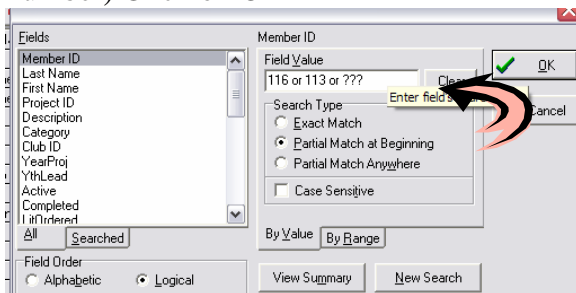 Fields
Member ID
Last Name
First Name
Project ID
Description
Category
Club ID
YearProj
YthLead
Active
Completed
LitOrdered
All
Searched
Field Order
Alphabetic
Logical
Member ID
Field Value
116 or 113 or ???
Enter field
Search Type
Exact Match
Partial Match at Beginning
Partial Match Anywhere
Case Sensitive
By Value
By Range
View Summary
New Search
OK
Cancel